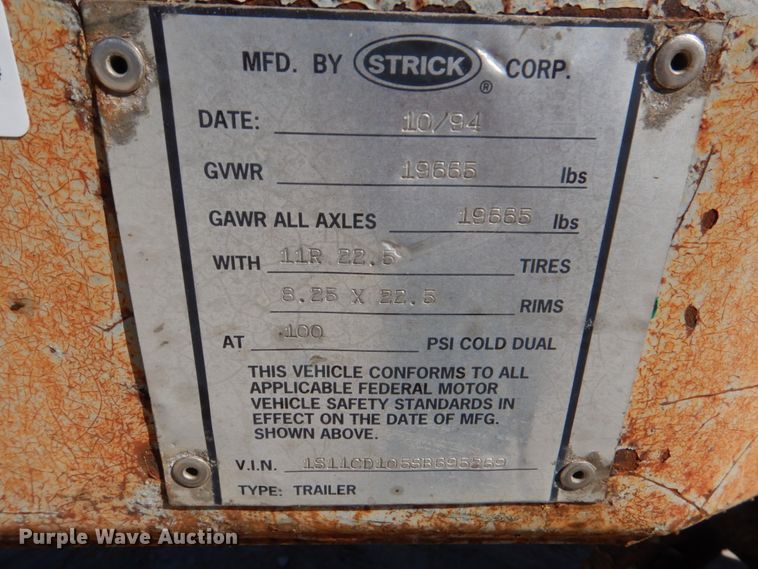 MFD. BY STRICK ® CORP.
DATE: 10/94
GVWR 19665 lbs
GAWR ALL AXLES 19665 lbs
WITH 11R 22.5 TIRES
8.25 X 22.5 RIMS
AT 100 PSI COLD DUAL
THIS VEHICLE CONFORMS TO ALL
APPLICABLE FEDERAL MOTOR
VEHICLE SAFETY STANDARDS IN
EFFECT ON THE DATE OF MFG.
SHOWN ABOVE.
V.I.N. 1S11CD105SB695269
TYPE: TRAILER
Purple Wave Auction